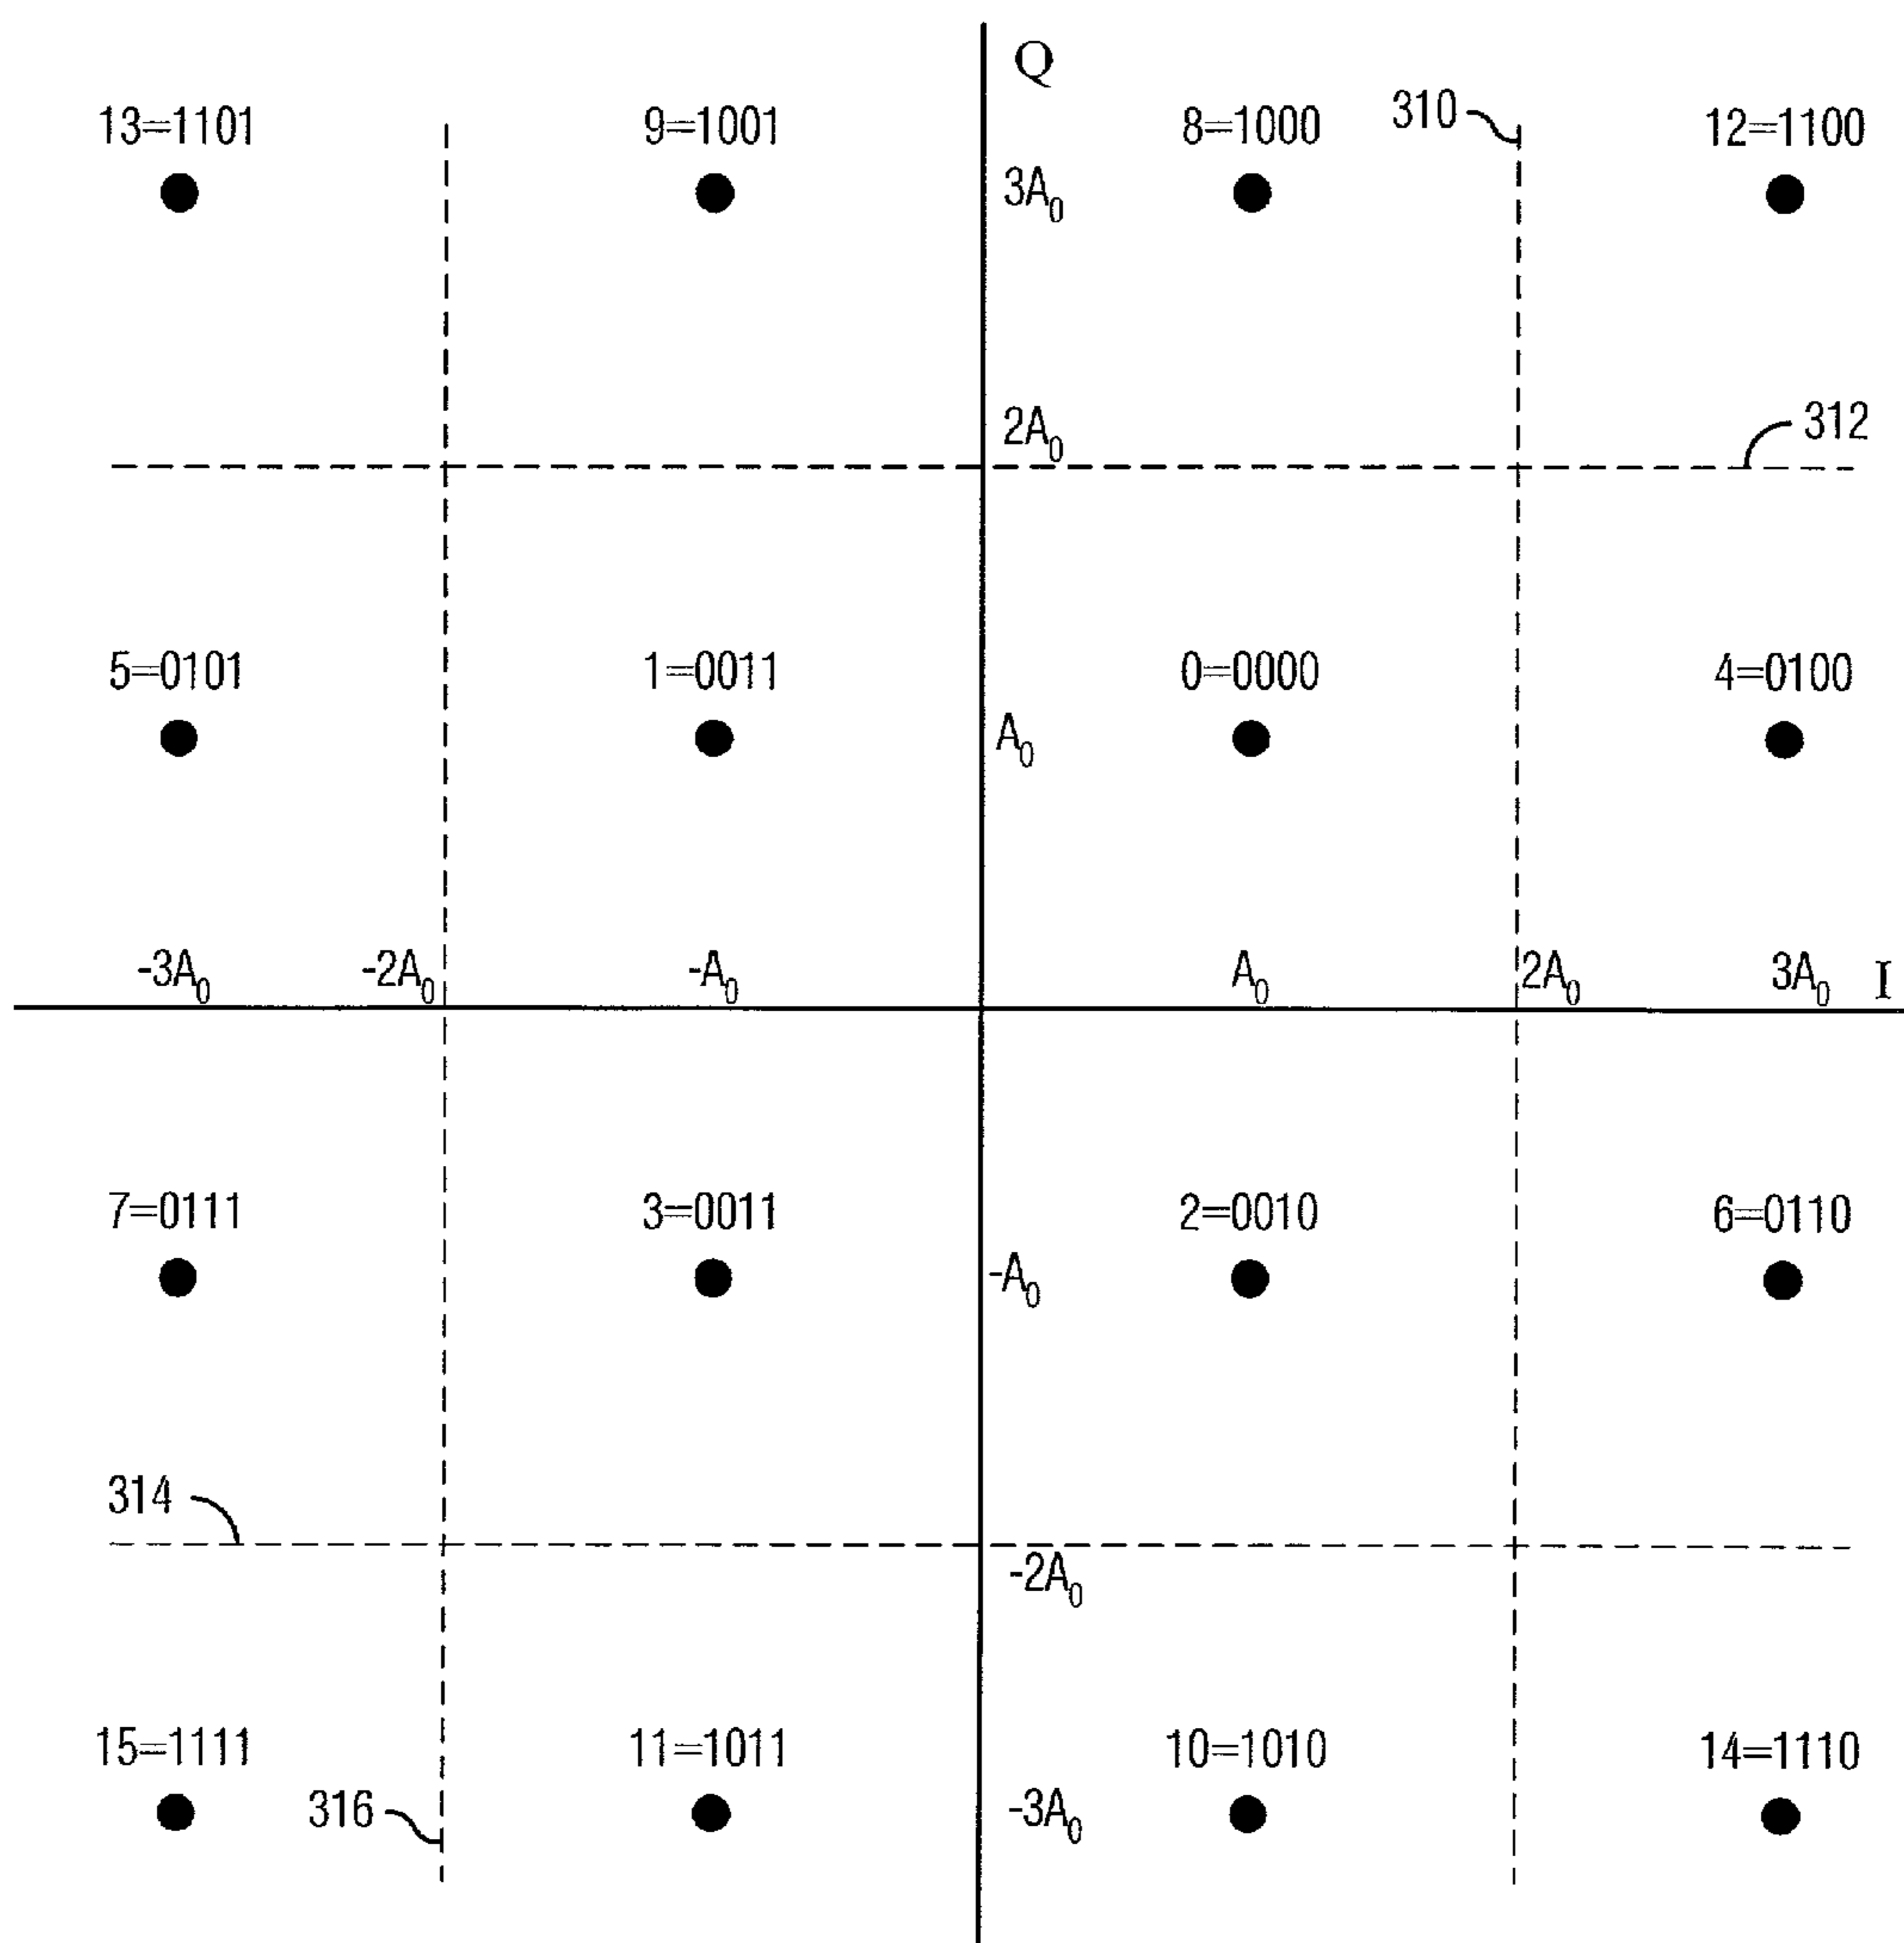 Q
13=1101 9=1001 8=1000 310 12=1100
3A₀
2A₀ 312
5=0101 1=0011 0=0000 4=0100
A₀
-3A₀ -2A₀ -A₀ A₀ 2A₀ 3A₀ I
7=0111 3=0011 2=0010 6=0110
-A₀
314
-2A₀
15=1111 11=1011 10=1010 14=1110
316 -3A₀